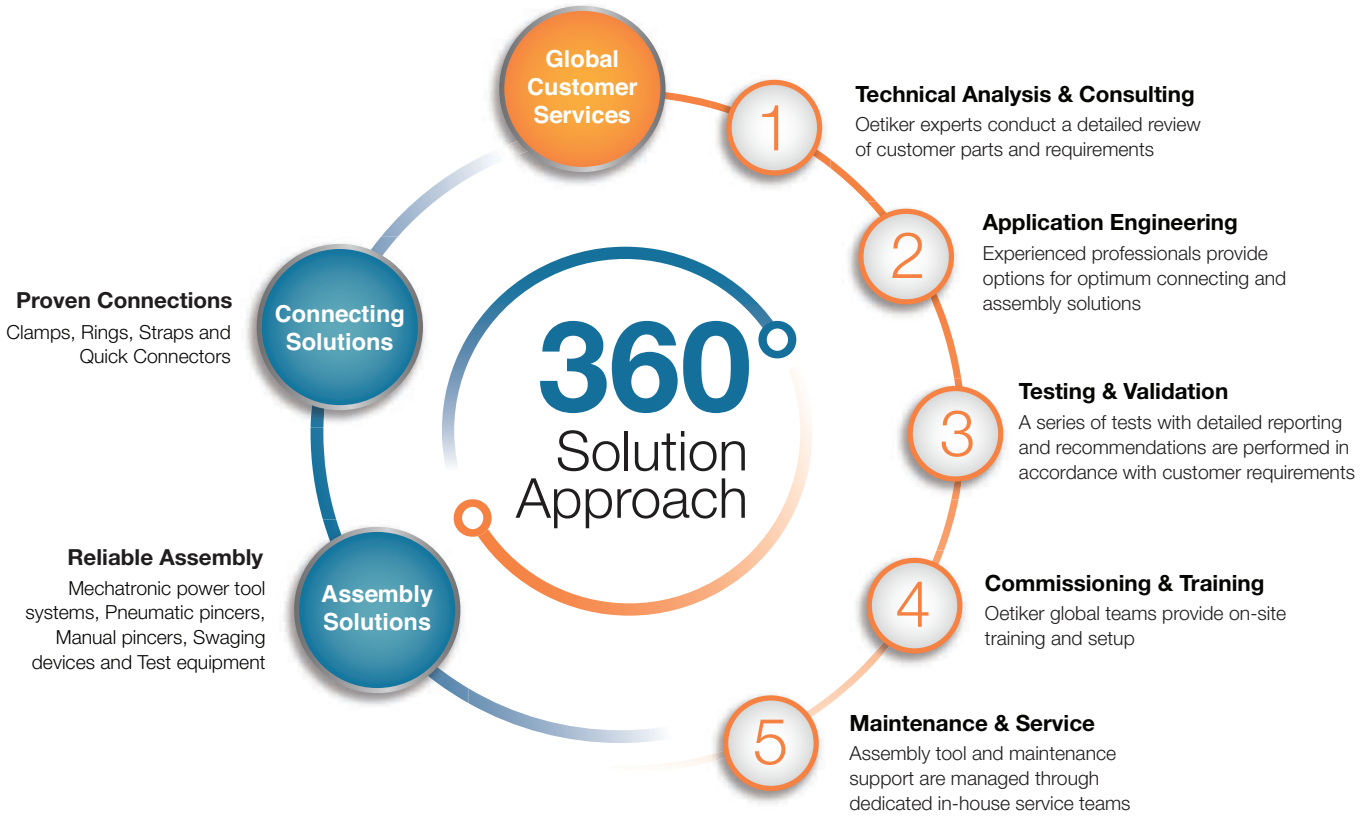 Global
Customer
Services
1
Technical Analysis & Consulting
Oetiker experts conduct a detailed review
of customer parts and requirements
2
Application Engineering
Experienced professionals provide
options for optimum connecting and
assembly solutions
3
Testing & Validation
A series of tests with detailed reporting
and recommendations are performed in
accordance with customer requirements
4
Commissioning & Training
Oetiker global teams provide on-site
training and setup
5
Maintenance & Service
Assembly tool and maintenance
support are managed through
dedicated in-house service teams
Proven Connections
Clamps, Rings, Straps and
Quick Connectors
Connecting
Solutions
Reliable Assembly
Mechatronic power tool
systems, Pneumatic pincers,
Manual pincers, Swaging
devices and Test equipment
Assembly
Solutions
360°
Solution
Approach